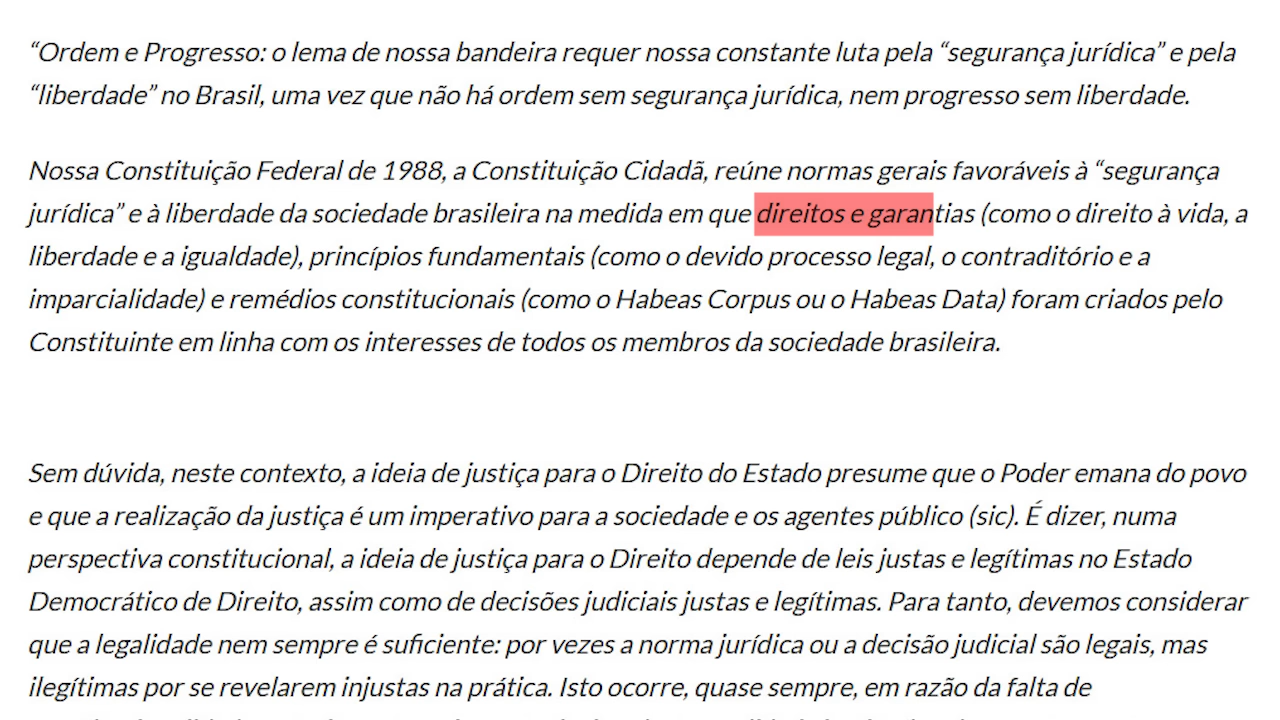 “Ordem e Progresso: o lema de nossa bandeira requer nossa constante luta pela “segurança jurídica” e pela
“liberdade” no Brasil, uma vez que não há ordem sem segurança jurídica, nem progresso sem liberdade.
Nossa Constituição Federal de 1988, a Constituição Cidadã, reúne normas gerais favoráveis à “segurança
jurídica” e à liberdade da sociedade brasileira na medida em que direitos e garantias (como o direito à vida, a
liberdade e a igualdade), princípios fundamentais (como o devido processo legal, o contraditório e a
imparcialidade) e remédios constitucionais (como o Habeas Corpus ou o Habeas Data) foram criados pelo
Constituinte em linha com os interesses de todos os membros da sociedade brasileira.
Sem dúvida, neste contexto, a ideia de justiça para o Direito do Estado presume que o Poder emana do povo
e que a realização da justiça é um imperativo para a sociedade e os agentes público (sic). É dizer, numa
perspectiva constitucional, a ideia de justiça para o Direito depende de leis justas e legítimas no Estado
Democrático de Direito, assim como de decisões judiciais justas e legítimas. Para tanto, devemos considerar
que a legalidade nem sempre é suficiente: por vezes a norma jurídica ou a decisão judicial são legais, mas
ilegítimas por se revelarem injustas na prática. Isto ocorre, quase sempre, em razão da falta de